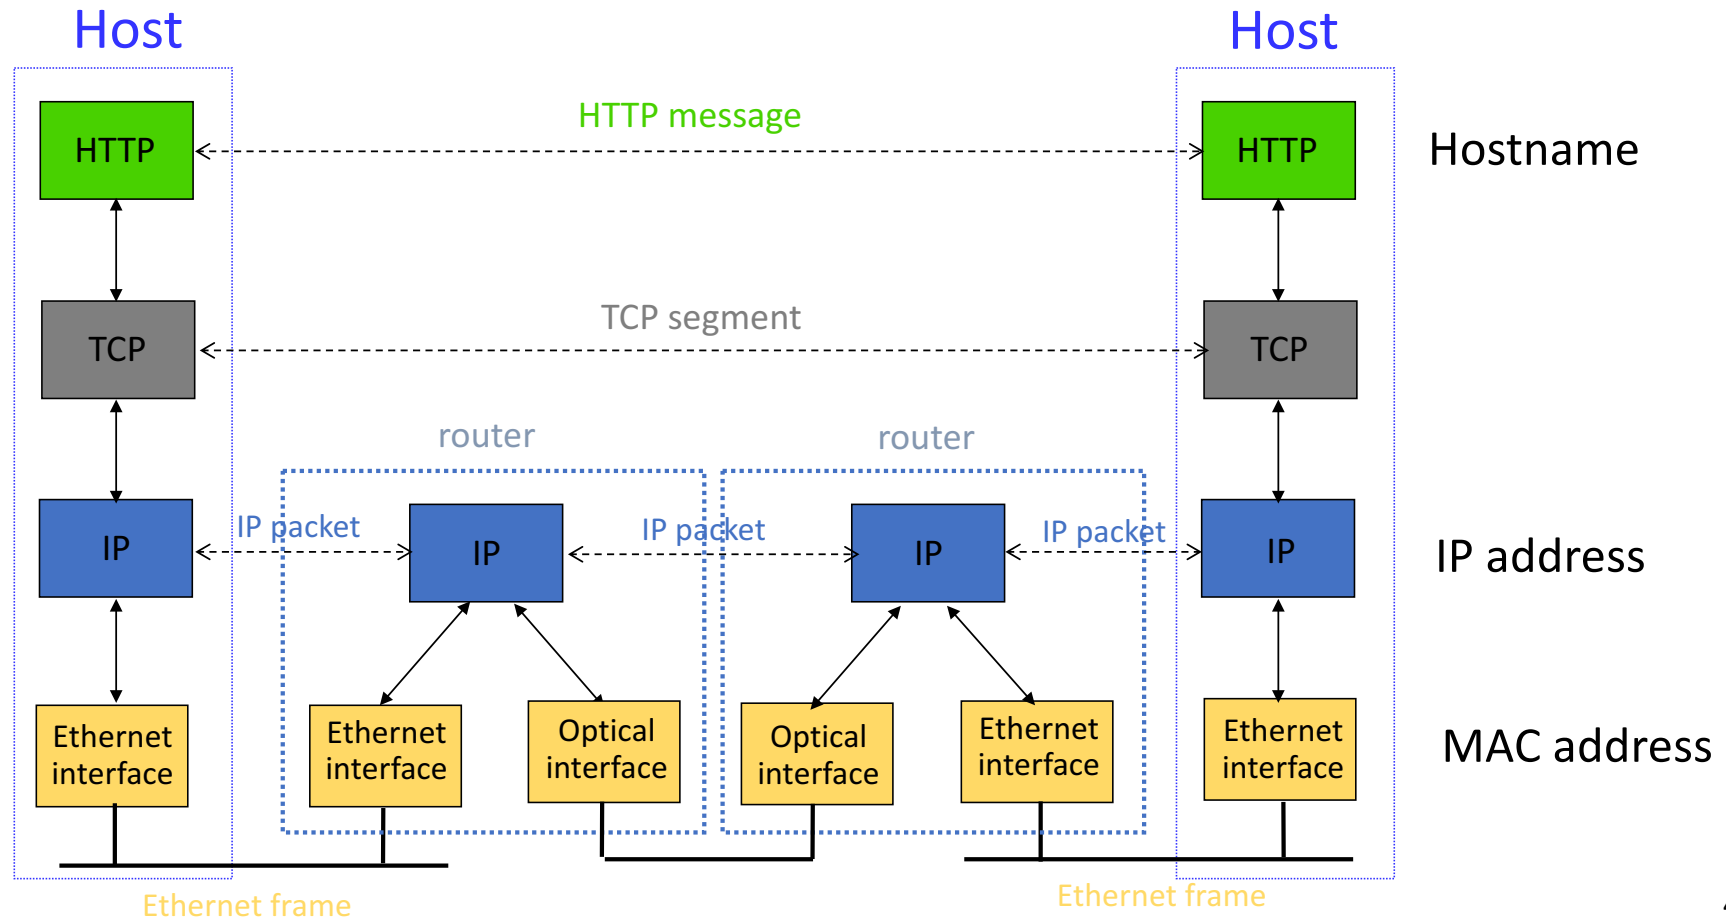 Host
Host
HTTP message
HTTP
HTTP
Hostname
TCP segment
TCP
TCP
router
router
IP packet
IP packet
IP packet
IP
IP
IP
IP
IP address
Ethernet
interface
Ethernet
interface
Optical
interface
Optical
interface
Ethernet
interface
Ethernet
interface
MAC address
Ethernet frame
Ethernet frame